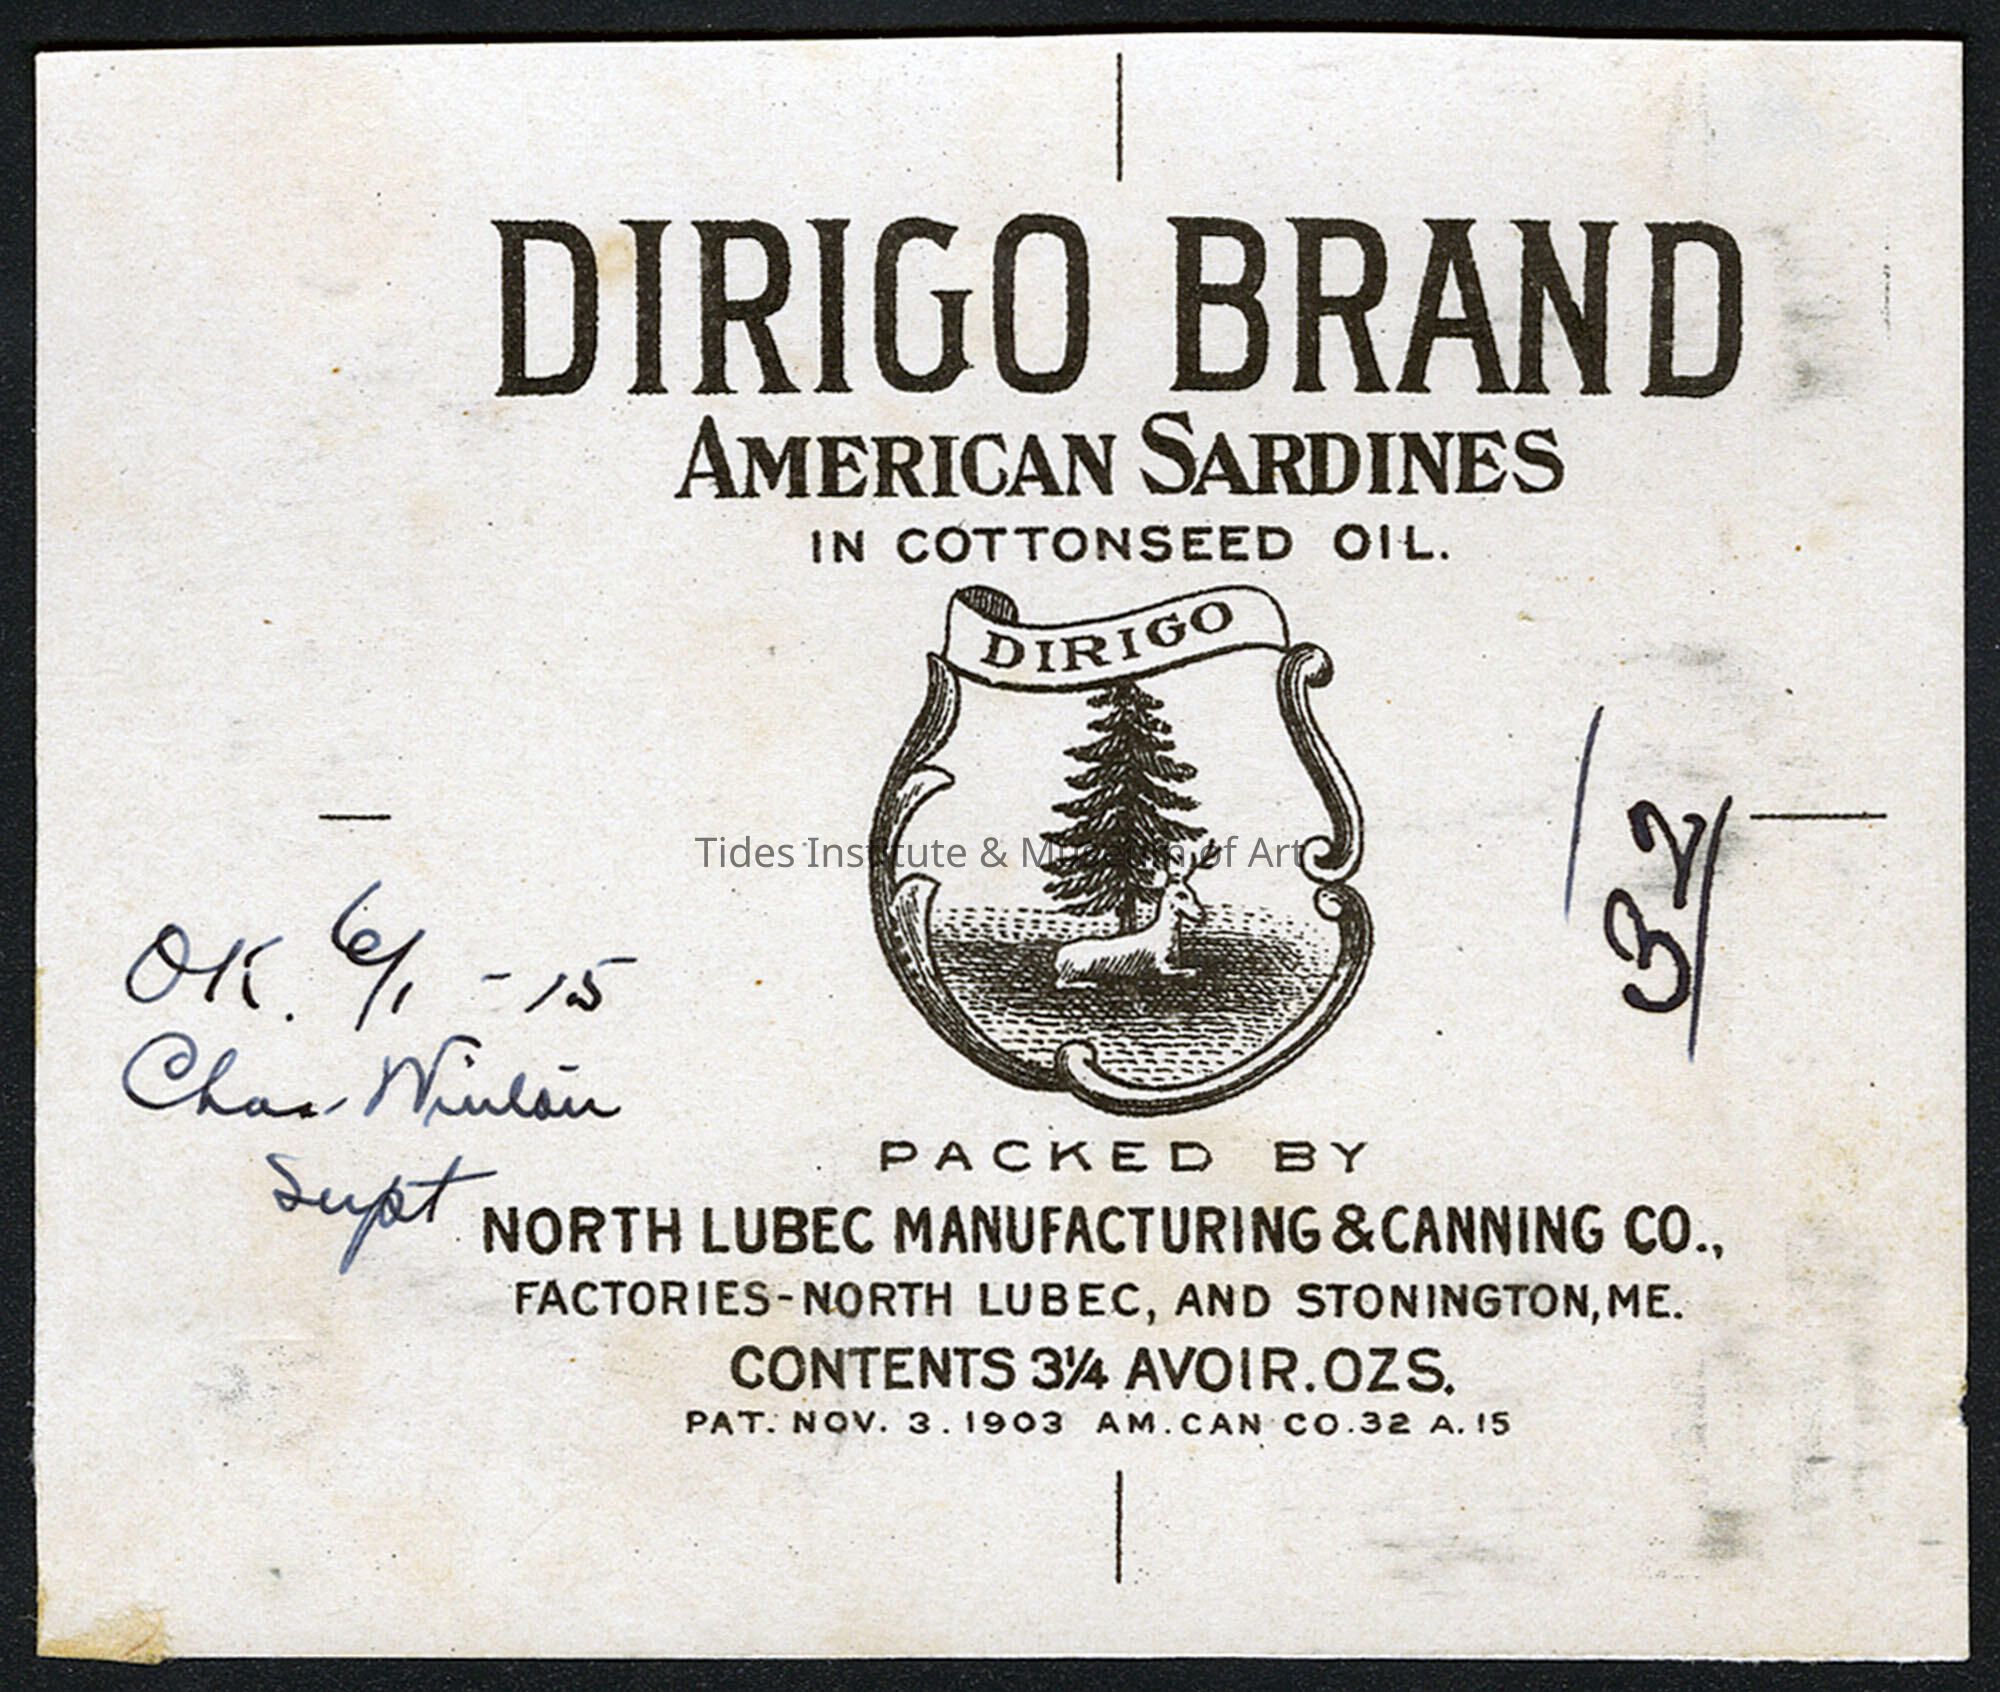 DIRIGO BRAND
AMERICAN SARDINES
IN COTTONSEED OIL.
DIRIGO
Tides Institute & Museum of Art
32
OK. 6/1 - 15
Chas
Supt
PACKED BY
NORTH LUBEC MANUFACTURING & CANNING CO.,
FACTORIES-NORTH LUBEC, AND STONINGTON, ME.
CONTENTS 3¼ AVOIR. OZS.
PAT. NOV. 3. 1903 AM. CAN CO. 32 A. 15